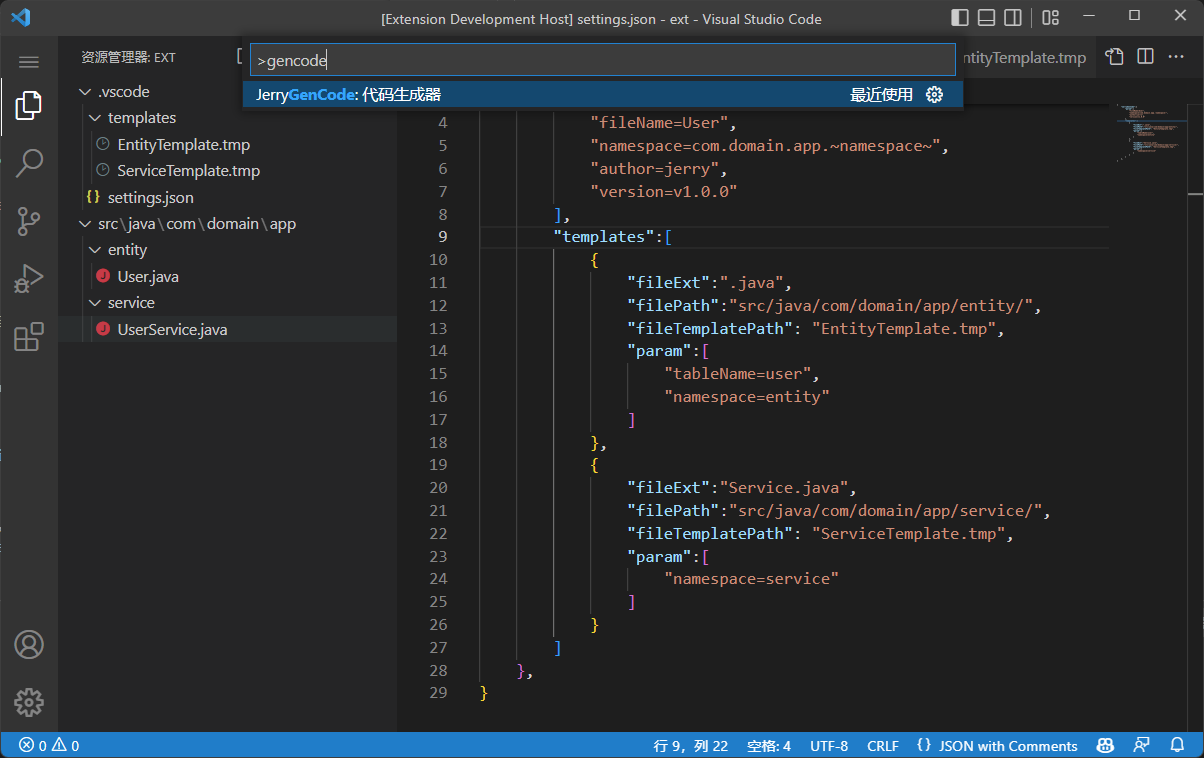 [Extension Development Host] settings.json - ext - Visual Studio Code
资源管理器: EXT
>gencode
ntityTemplate.tmp
JerryGenCode: 代码生成器 最近使用
.vscode
templates
EntityTemplate.tmp
ServiceTemplate.tmp
settings.json
src\java\com\domain\app
entity
User.java
service
UserService.java
4 "fileName=User",
5 "namespace=com.domain.app.~namespace~",
6 "author=jerry",
7 "version=v1.0.0"
8 ],
9 "templates":[
10 {
11 "fileExt":".java",
12 "filePath":"src/java/com/domain/app/entity/",
13 "fileTemplatePath": "EntityTemplate.tmp",
14 "param":[
15 "tableName=user",
16 "namespace=entity"
17 ]
18 },
19 {
20 "fileExt":"Service.java",
21 "filePath":"src/java/com/domain/app/service/",
22 "fileTemplatePath": "ServiceTemplate.tmp",
23 "param":[
24 "namespace=service"
25 ]
26 }
27 ]
28 },
29 }
0 0 行 9，列 22 空格: 4 UTF-8 CRLF {} JSON with Comments